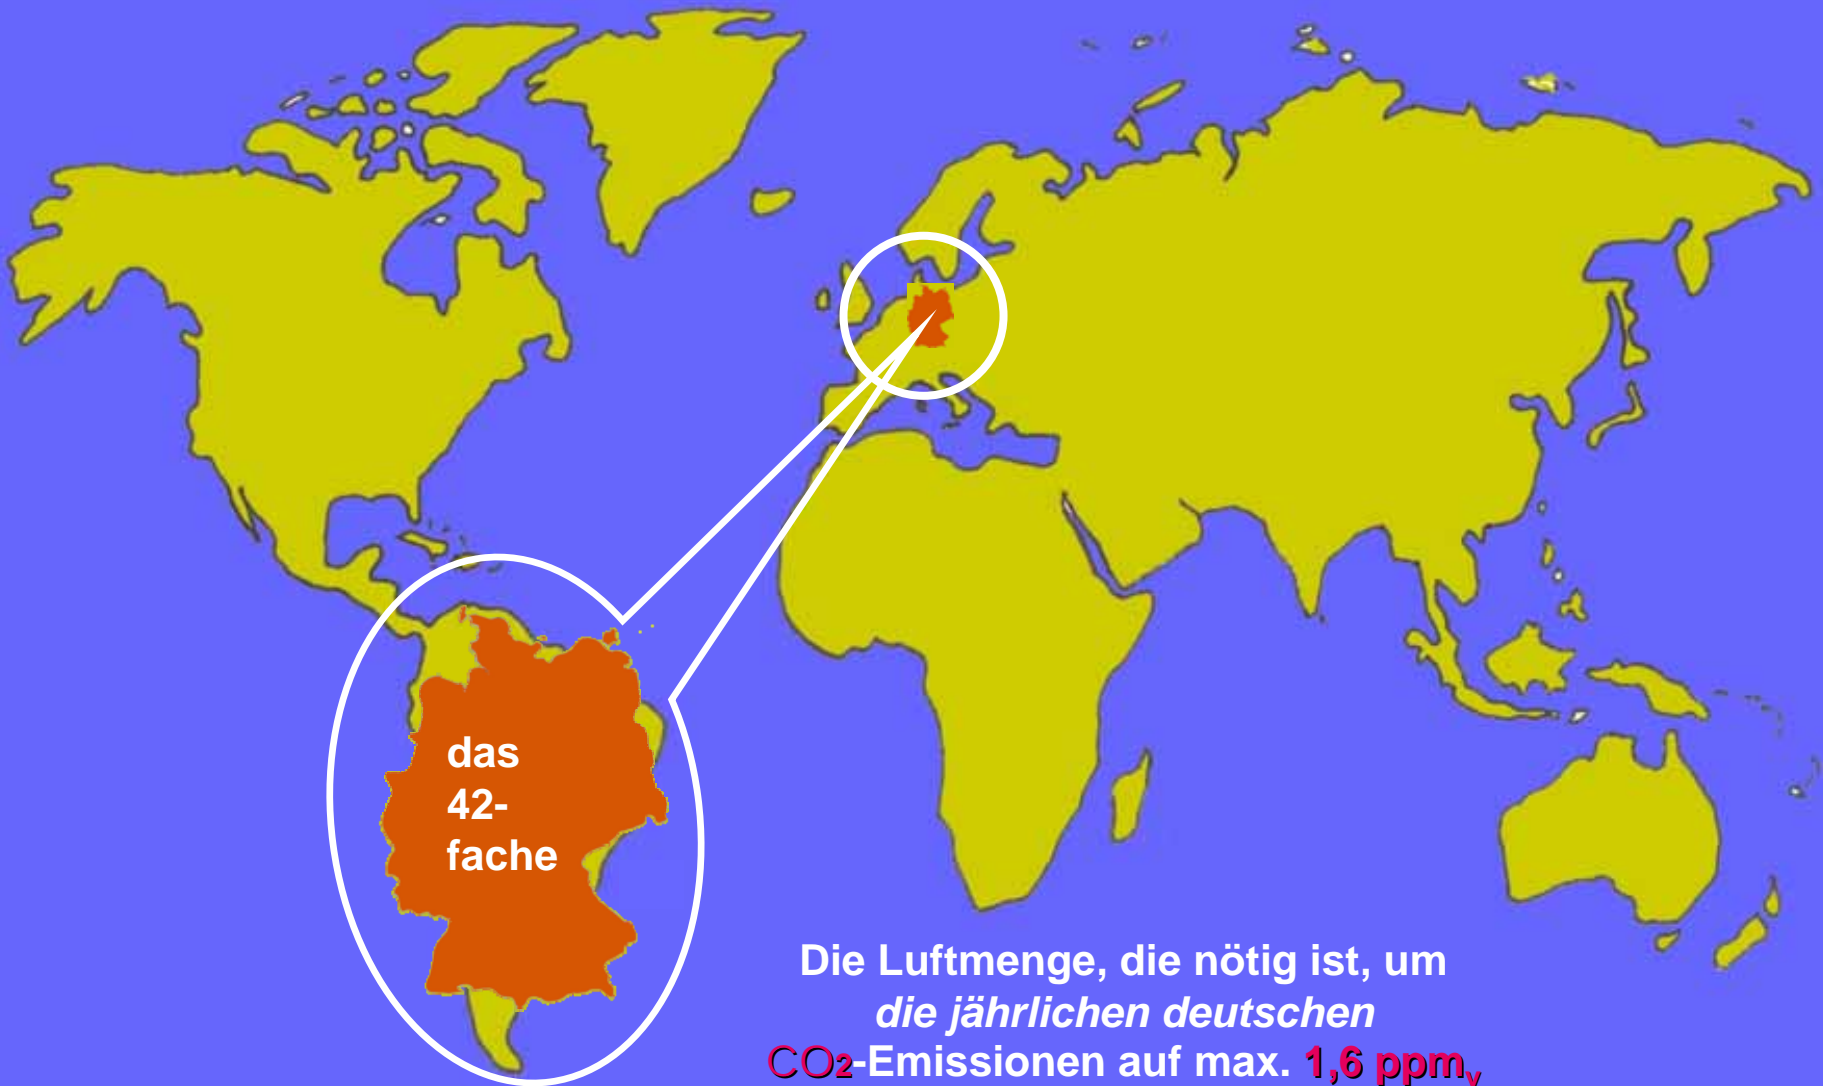 das
42-
fache
Die Luftmenge, die nötig ist, um
die jährlichen deutschen
CO2-Emissionen auf max. 1,6 ppmv